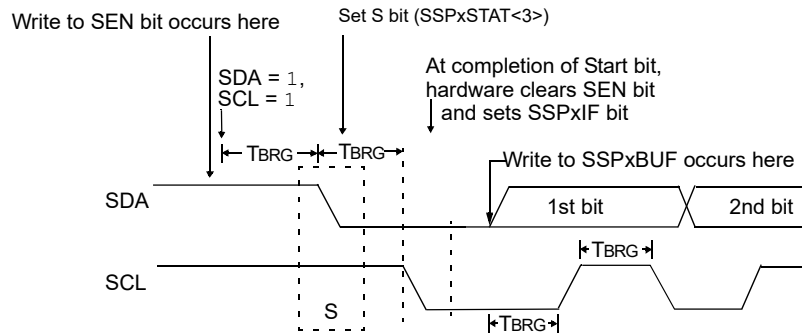 Write to SEN bit occurs here
Set S bit (SSPxSTAT<3>)
SDA = 1,
SCL = 1
At completion of Start bit,
hardware clears SEN bit
and sets SSPxIF bit
TBRG
TBRG
Write to SSPxBUF occurs here
SDA
1st bit
2nd bit
TBRG
SCL
S
TBRG